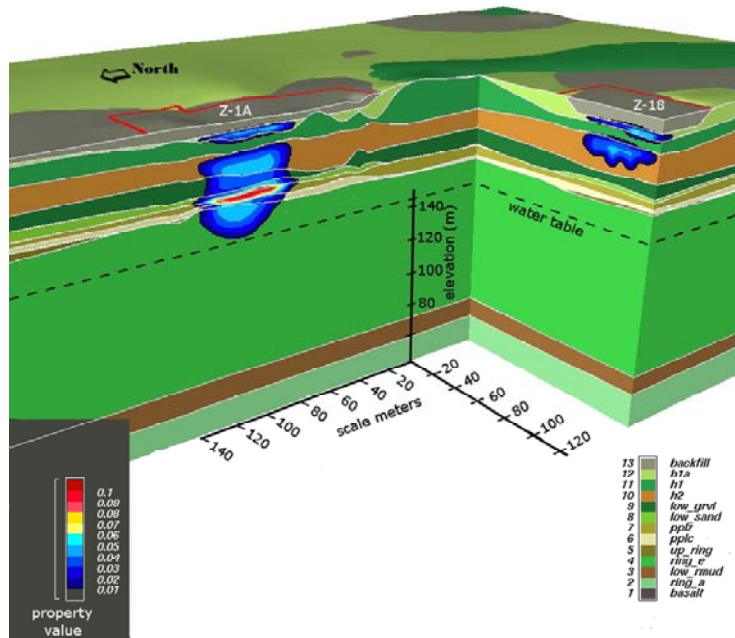 North
Z-1A
Z-18
140
120
100
80
elevation (m)
water table
20
40
60
80
100
120
140
scale meters
20
40
60
80
100
120
0.1
0.09
0.08
0.07
0.06
0.05
0.04
0.03
0.02
0.01
property
value
13 backfill
12 h1a
11 h1
10 h2
9 low_grvl
8 low_sand
7 pplz
6 pplc
5 up_ring
4 ring_e
3 low_rmud
2 ring_a
1 basalt